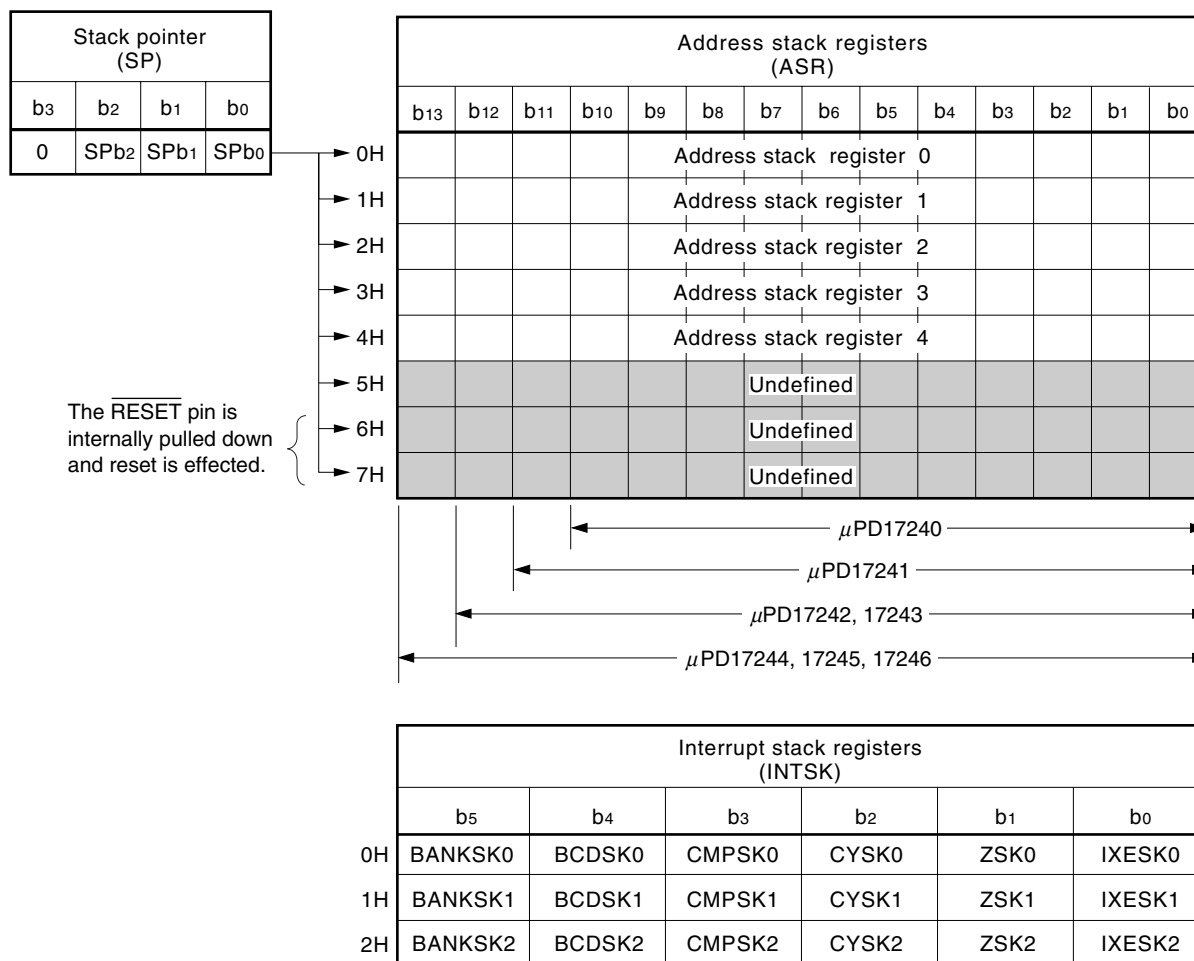 Stack pointer
(SP)
b3 b2 b1 b0
0 SPb2 SPb1 SPb0
Address stack registers
(ASR)
b13 b12 b11 b10 b9 b8 b7 b6 b5 b4 b3 b2 b1 b0
0H Address stack register 0
1H Address stack register 1
2H Address stack register 2
3H Address stack register 3
4H Address stack register 4
5H Undefined
6H Undefined
7H Undefined
The RESET pin is
internally pulled down
and reset is effected.
μPD17240
μPD17241
μPD17242, 17243
μPD17244, 17245, 17246
Interrupt stack registers
(INTSK)
b5 b4 b3 b2 b1 b0
0H BANKSK0 BCDSK0 CMPSK0 CYSK0 ZSK0 IXESK0
1H BANKSK1 BCDSK1 CMPSK1 CYSK1 ZSK1 IXESK1
2H BANKSK2 BCDSK2 CMPSK2 CYSK2 ZSK2 IXESK2